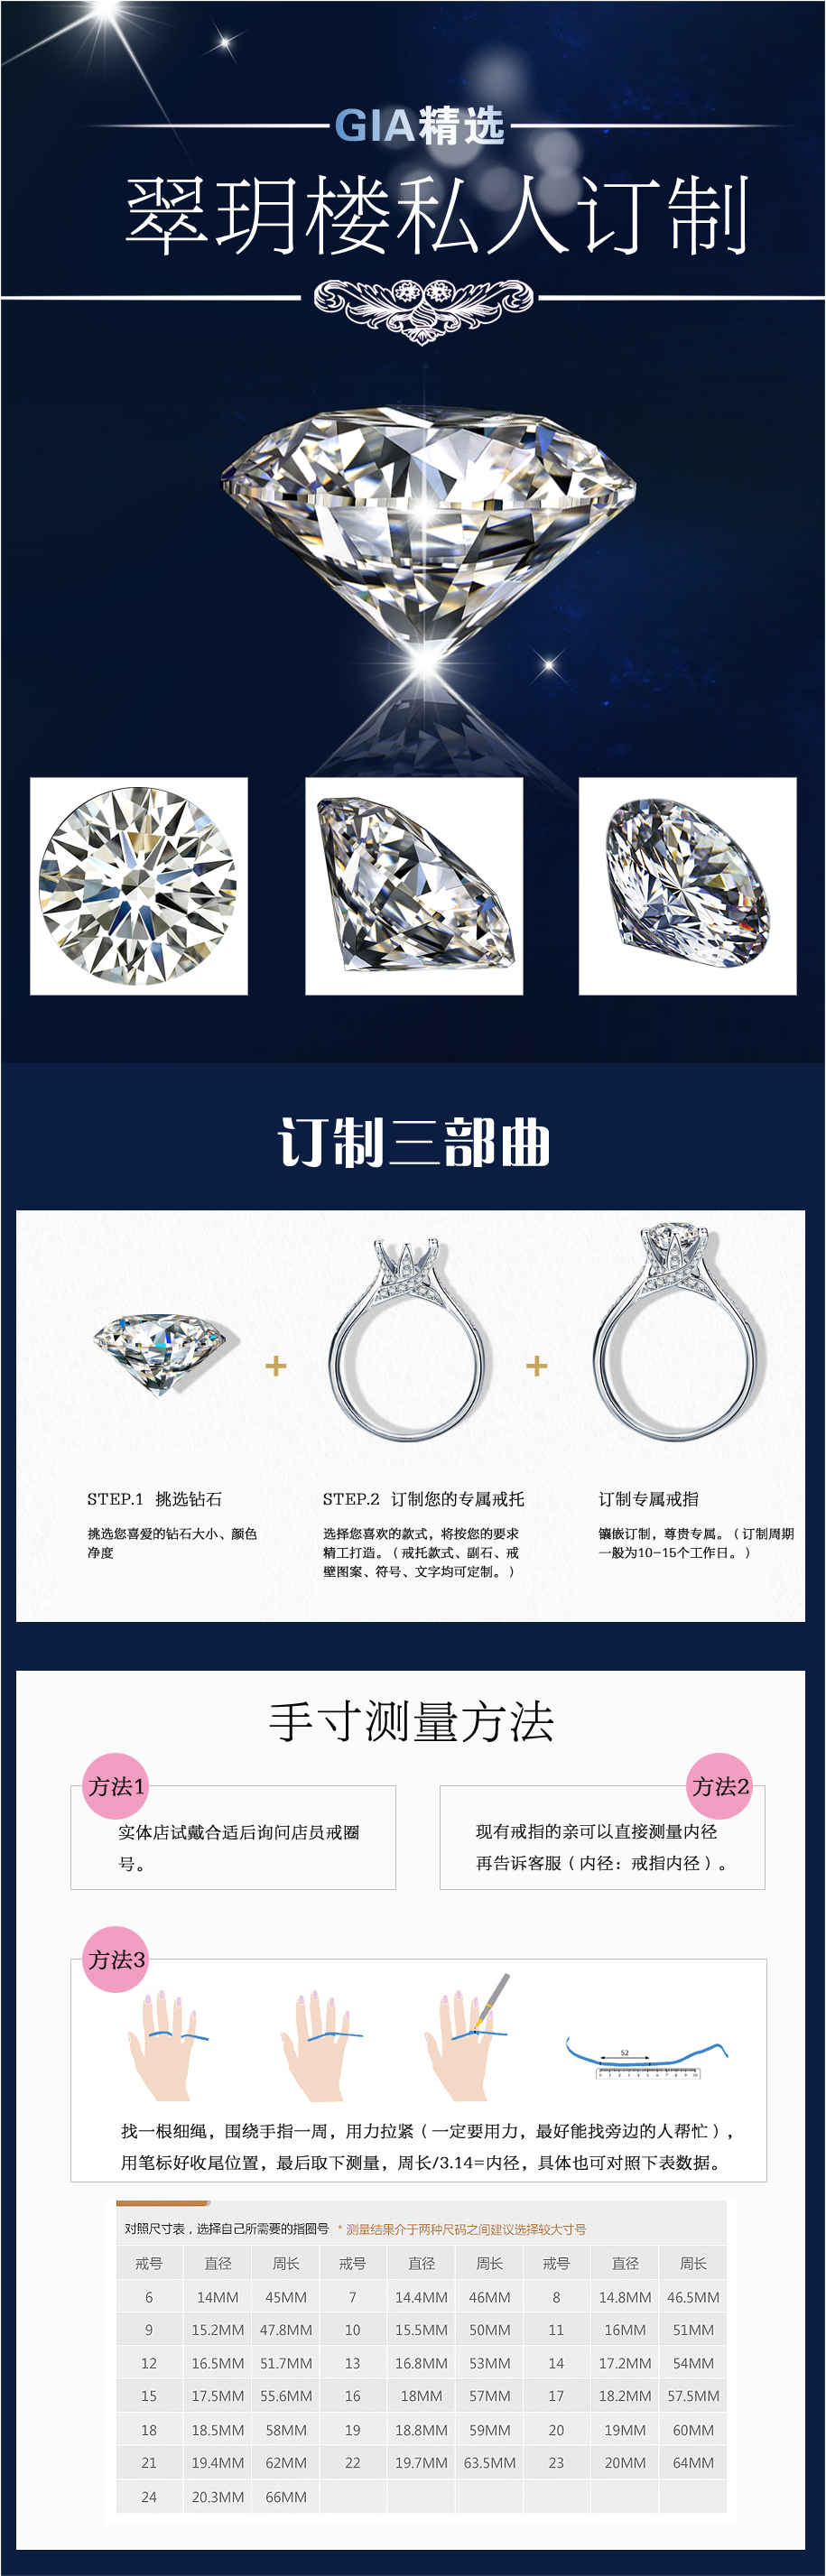 GIA精选
翠玥楼私人订制
订制三部曲
STEP.1 挑选钻石
挑选您喜爱的钻石大小、颜色
净度
STEP.2 订制您的专属戒托
选择您喜欢的款式，将按您的要求
精工打造。（戒托款式、副石、戒
壁图案、符号、文字均可定制。）
订制专属戒指
镶嵌订制，尊贵专属。（订制周期
一般为10-15个工作日。）
手寸测量方法
方法1
实体店试戴合适后询问店员戒圈
号。
方法2
现有戒指的亲可以直接测量内径
再告诉客服（内径：戒指内径）。
方法3
52
0 1 2 3 4 5 6 7 8 9 10
找一根细绳，围绕手指一周，用力拉紧（一定要用力，最好能找旁边的人帮忙），
用笔标好收尾位置，最后取下测量，周长/3.14=内径，具体也可对照下表数据。
对照尺寸表，选择自己所需要的指圈号 * 测量结果介于两种尺码之间建议选择较大寸号
戒号 直径 周长 戒号 直径 周长 戒号 直径 周长
6 14MM 45MM 7 14.4MM 46MM 8 14.8MM 46.5MM
9 15.2MM 47.8MM 10 15.5MM 50MM 11 16MM 51MM
12 16.5MM 51.7MM 13 16.8MM 53MM 14 17.2MM 54MM
15 17.5MM 55.6MM 16 18MM 57MM 17 18.2MM 57.5MM
18 18.5MM 58MM 19 18.8MM 59MM 20 19MM 60MM
21 19.4MM 62MM 22 19.7MM 63.5MM 23 20MM 64MM
24 20.3MM 66MM